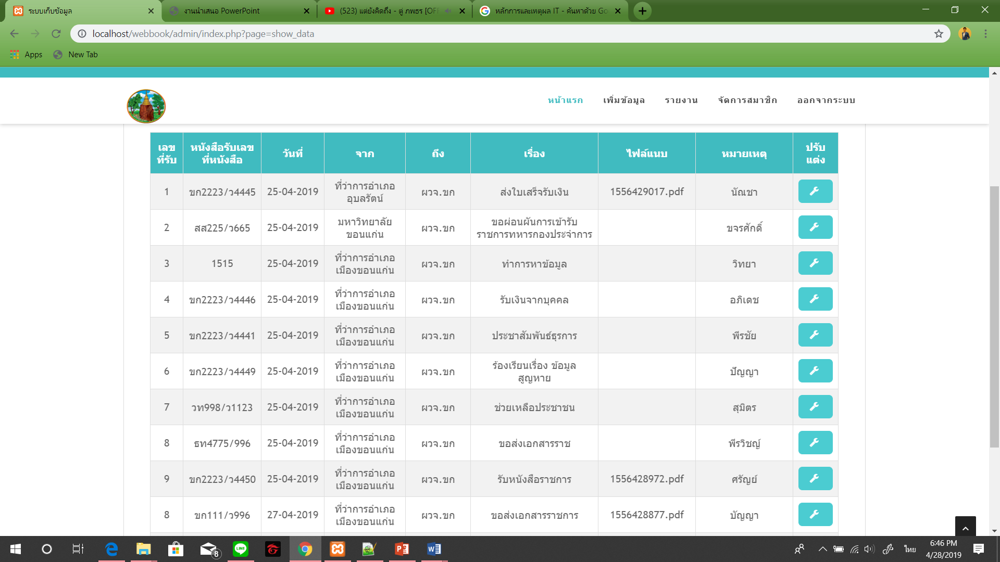 ระบบเก็บข้อมูล
งานนำเสนอ PowerPoint
(523) แต่ยังคิดถึง - ตู่ ภพธร [OFF
หลักการและเหตุผล IT - ค้นหาด้วย Go
localhost/webbook/admin/index.php?page=show_data
Apps New Tab
หน้าแรก เพิ่มข้อมูล รายงาน จัดการสมาชิก ออกจากระบบ
เลข
ที่รับ
หนังสือรับเลข
ที่หนังสือ
วันที่
จาก
ถึง
เรื่อง
ไฟล์แนบ
หมายเหตุ
ปรับ
แต่ง
1
ขก2223/ว4445
25-04-2019
ที่ว่าการอำเภอ
อุบลรัตน์
ผวจ.ขก
ส่งใบเสร็จรับเงิน
1556429017.pdf
นัณชา
2
สส225/ว665
25-04-2019
มหาวิทยาลัย
ขอนแก่น
ผวจ.ขก
ขอผ่อนผันการเข้ารับ
ราชการทหารกองประจำการ
ขจรศักดิ์
3
1515
25-04-2019
ที่ว่าการอำเภอ
เมืองขอนแก่น
ผวจ.ขก
ทำการหาข้อมูล
วิทยา
4
ขก2223/ว4446
25-04-2019
ที่ว่าการอำเภอ
เมืองขอนแก่น
ผวจ.ขก
รับเงินจากบุคคล
อภิเดช
5
ขก2223/ว4441
25-04-2019
ที่ว่าการอำเภอ
เมืองขอนแก่น
ผวจ.ขก
ประชาสัมพันธ์ธุรการ
พีรชัย
6
ขก2223/ว4449
25-04-2019
ที่ว่าการอำเภอ
เมืองขอนแก่น
ผวจ.ขก
ร้องเรียนเรื่อง ข้อมูล
สูญหาย
ปัญญา
7
วท998/ว1123
25-04-2019
ที่ว่าการอำเภอ
เมืองขอนแก่น
ผวจ.ขก
ช่วยเหลือประชาชน
สุมิตร
8
ธท4775/996
25-04-2019
ที่ว่าการอำเภอ
เมืองขอนแก่น
ผวจ.ขก
ขอส่งเอกสารราช
พีรวิชญ์
9
ขก2223/ว4450
25-04-2019
ที่ว่าการอำเภอ
เมืองขอนแก่น
ผวจ.ขก
รับหนังสือราชการ
1556428972.pdf
ศรัญย์
8
ขก111/ว996
27-04-2019
ที่ว่าการอำเภอ
เมืองขอนแก่น
ผวจ.ขก
ขอส่งเอกสารราชการ
1556428877.pdf
บัญญา
8
LINE
ไทย
6:46 PM
4/28/2019